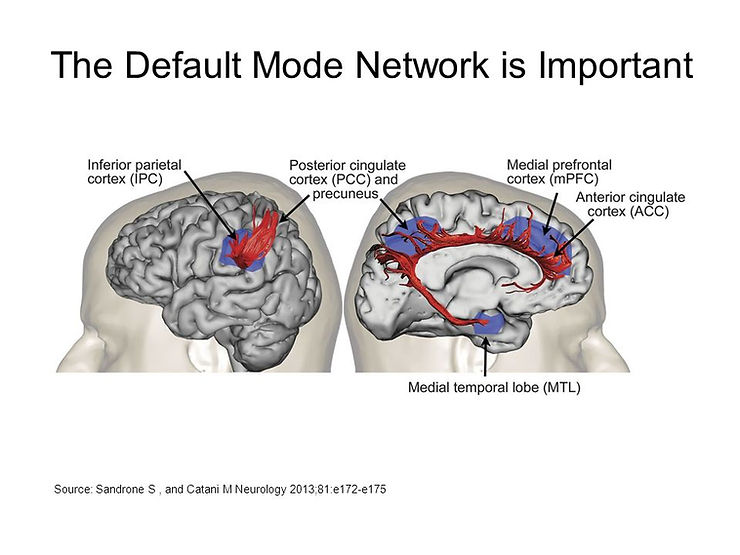 The Default Mode Network is Important
Inferior parietal
cortex (IPC)
Posterior cingulate
cortex (PCC) and
precuneus
Medial prefrontal
cortex (mPFC)
Anterior cingulate
cortex (ACC)
Medial temporal lobe (MTL)
Source: Sandrone S , and Catani M Neurology 2013;81:e172-e175